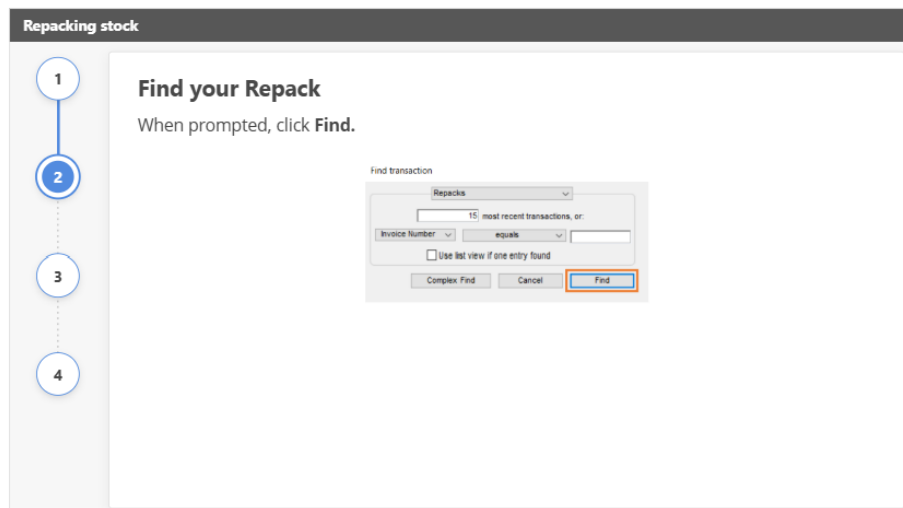 Repacking stock
1
Find your Repack
When prompted, click Find.
2
Find transaction
Repacks
15 most recent transactions, or:
Invoice Number equals
Use list view if one entry found
3
Complex Find Cancel Find
4